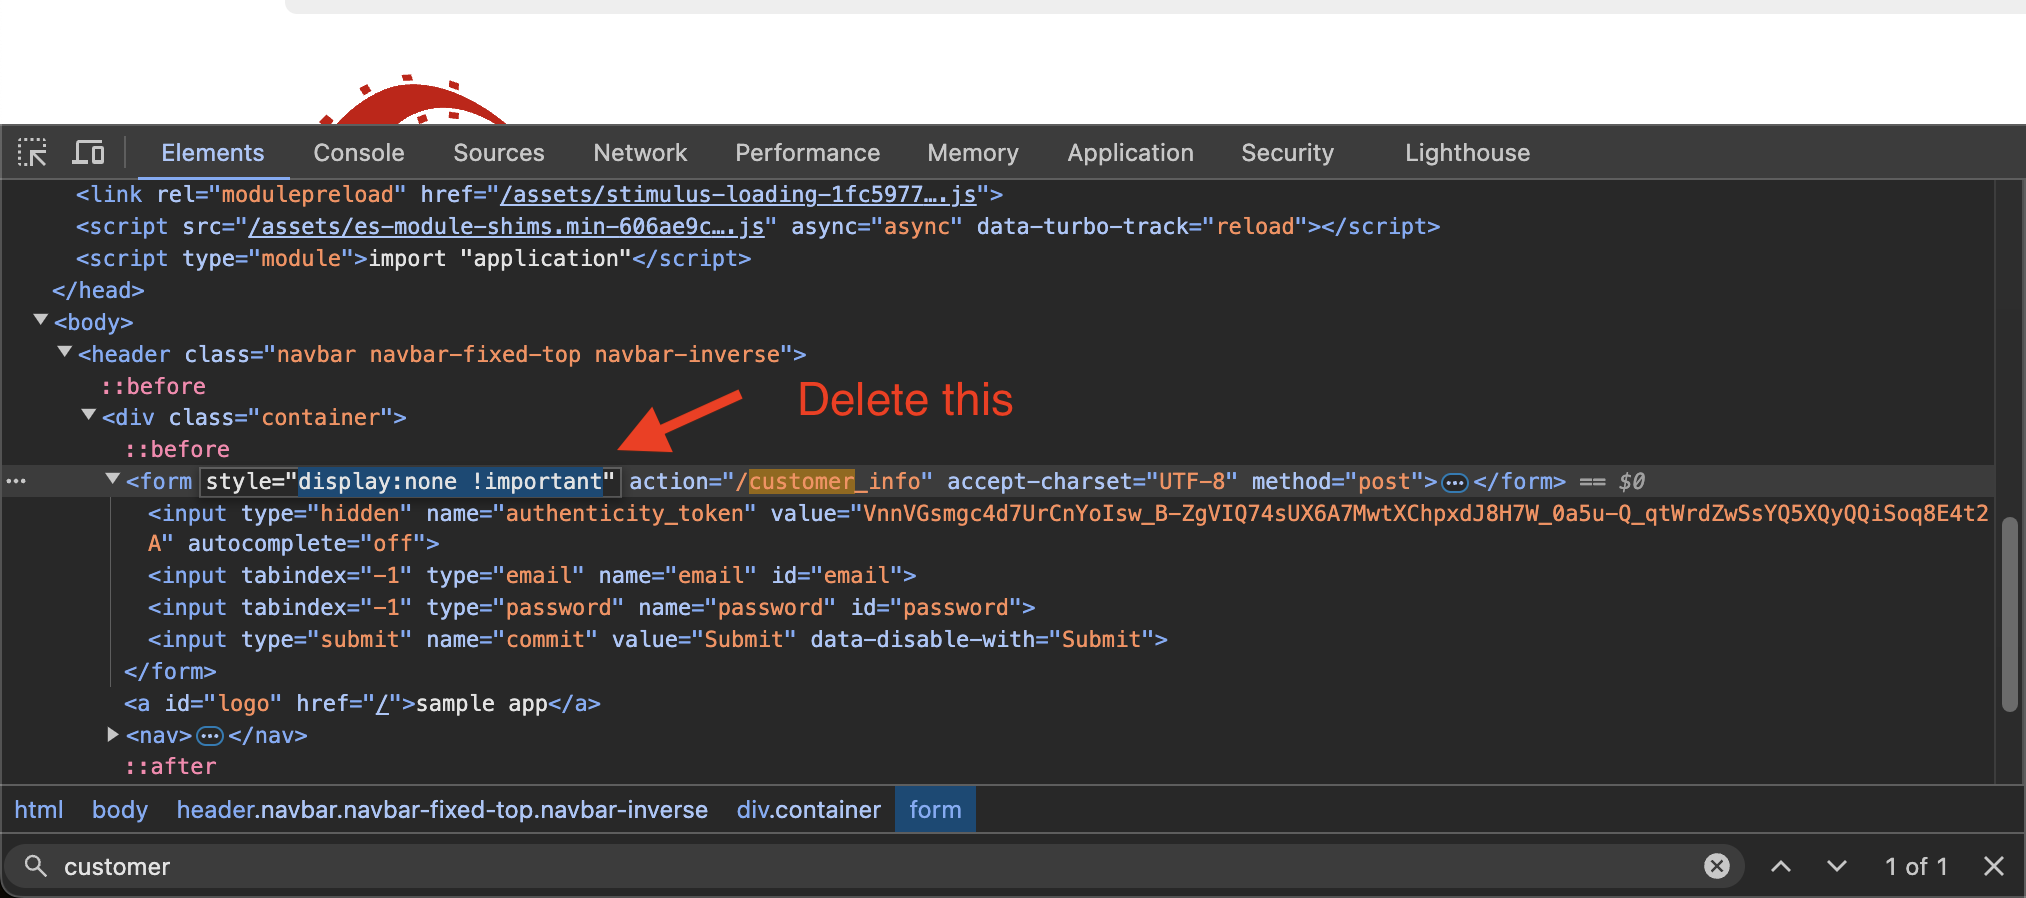 Elements Console Sources Network Performance Memory Application Security Lighthouse
<link rel="modulepreload" href="/assets/stimulus-loading-1fc5977….js">
<script src="/assets/es-module-shims.min-606ae9c….js" async="async" data-turbo-track="reload"></script>
<script type="module">import "application"</script>
</head>
<body>
<header class="navbar navbar-fixed-top navbar-inverse">
::before
Delete this
<div class="container">
::before
<form style="display:none !important" action="/customer_info" accept-charset="UTF-8" method="post">…</form> == $0
<input type="hidden" name="authenticity_token" value="VnnVGsmgc4d7UrCnYoIsw_B-ZgVIQ74sUX6A7MwtXChpxdJ8H7W_0a5u-Q_qtWrdZwSsYQ5XQyQQiSoq8E4t2
A" autocomplete="off">
<input tabindex="-1" type="email" name="email" id="email">
<input tabindex="-1" type="password" name="password" id="password">
<input type="submit" name="commit" value="Submit" data-disable-with="Submit">
</form>
<a id="logo" href="/">sample app</a>
<nav>…</nav>
::after
html body header.navbar.navbar-fixed-top.navbar-inverse div.container form
customer 1 of 1